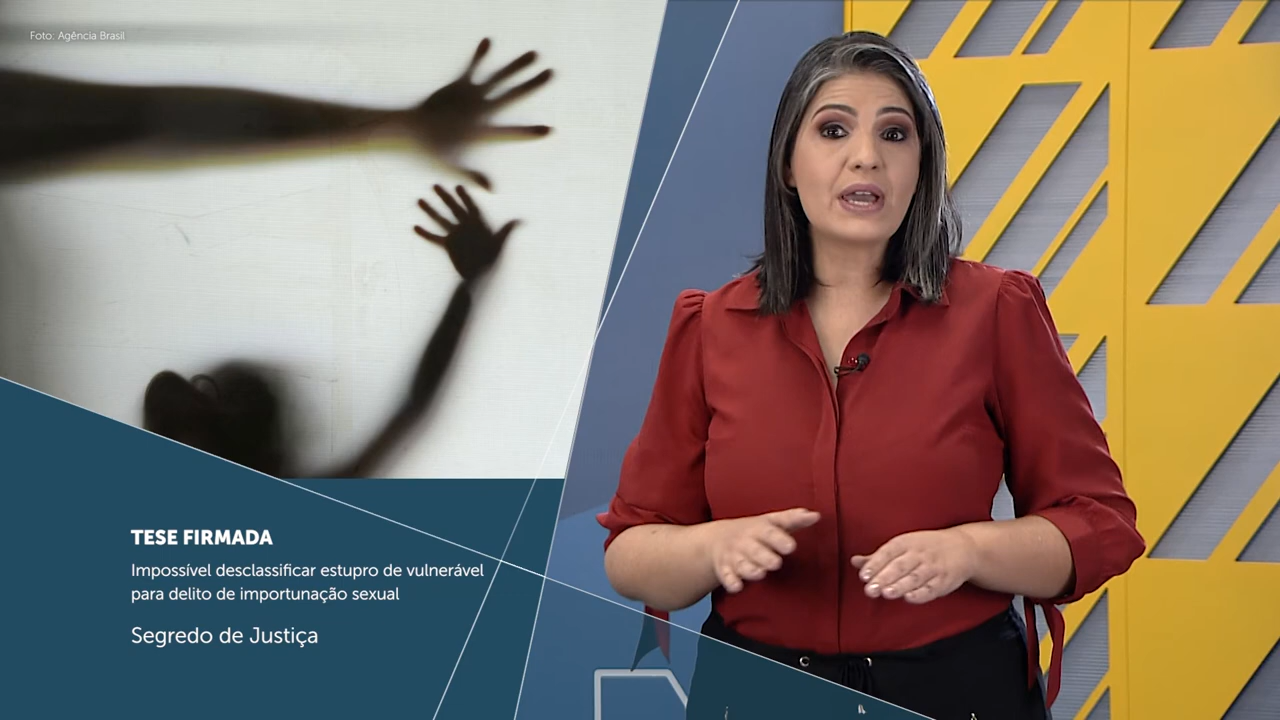 Foto: Agência Brasil
TESE FIRMADA
Impossível desclassificar estupro de vulnerável
para delito de importunação sexual
Segredo de Justiça